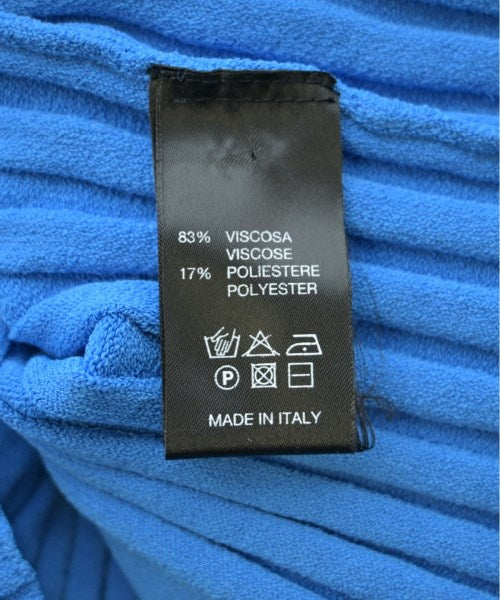 83% VISCOSA
VISCOSE
17% POLIESTERE
POLYESTER
P
MADE IN ITALY